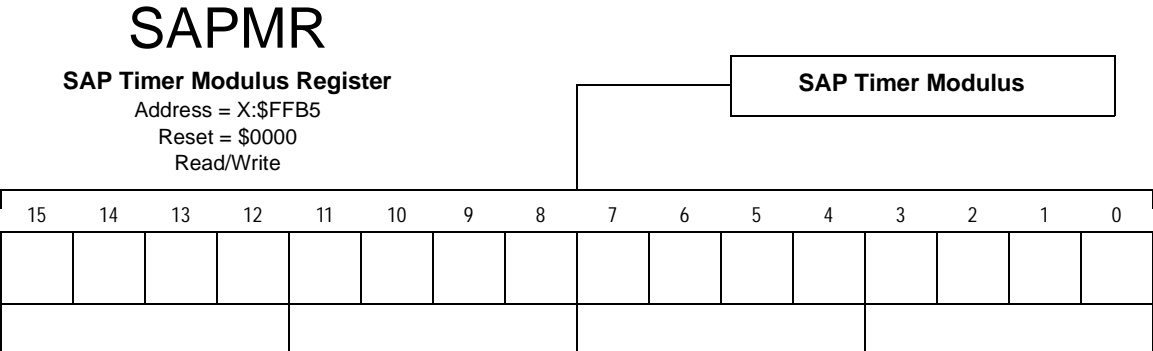 SAPMR
SAP Timer Modulus Register
Address = X:$FFB5
Reset = $0000
Read/Write
SAP Timer Modulus
15 14 13 12 11 10 9 8 7 6 5 4 3 2 1 0